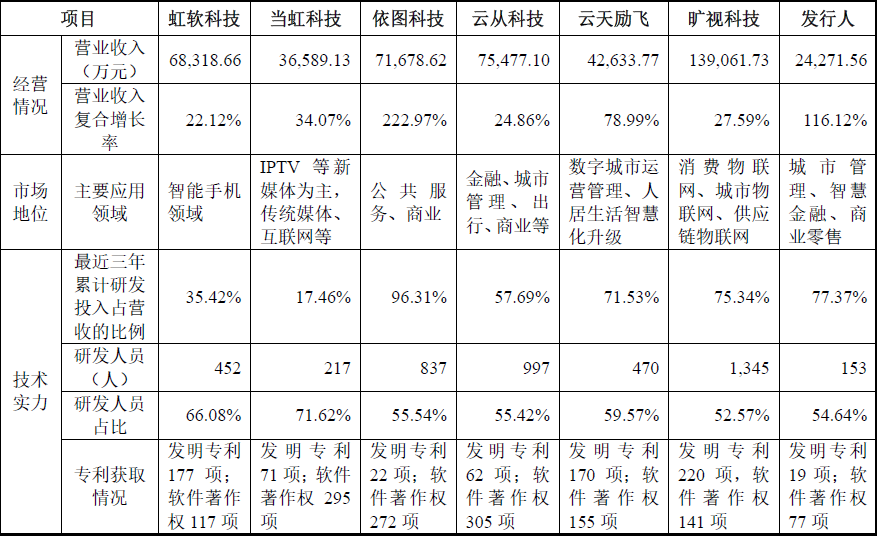 项目 虹软科技 当虹科技 依图科技 云从科技 云天励飞 旷视科技 发行人
经营
情况
营业收入
（万元）
68,318.66 36,589.13 71,678.62 75,477.10 42,633.77 139,061.73 24,271.56
营业收入
复合增长
率
22.12% 34.07% 222.97% 24.86% 78.99% 27.59% 116.12%
市场
地位
主要应用
领域
智能手机
领域
IPTV 等新
媒体为主，
传统媒体、
互联网等
公共服
务、商业
金融、城市
管理、出
行、商业等
数字城市运
营管理、人
居生活智慧
化升级
消费物联
网、城市物
联网、供应
链物联网
城市管
理、智慧
金融、商
业零售
技术
实力
最近三年
累计研发
投入占营
收的比例
35.42% 17.46% 96.31% 57.69% 71.53% 75.34% 77.37%
研发人员
（人）
452 217 837 997 470 1,345 153
研发人员
占比
66.08% 71.62% 55.54% 55.42% 59.57% 52.57% 54.64%
专利获取
情况
发明专利
177 项；
软件著作
权 117 项
发明专利
71 项；软件
著作权 295
项
发明专利
22 项；软
件著作权
272 项
发明专利
62 项；软
件著作权
305 项
发明专利
170 项；软
件著作权
155 项
发明专利
220 项，软
件著作权
141 项
发明专利
19 项；软
件著作权
77 项